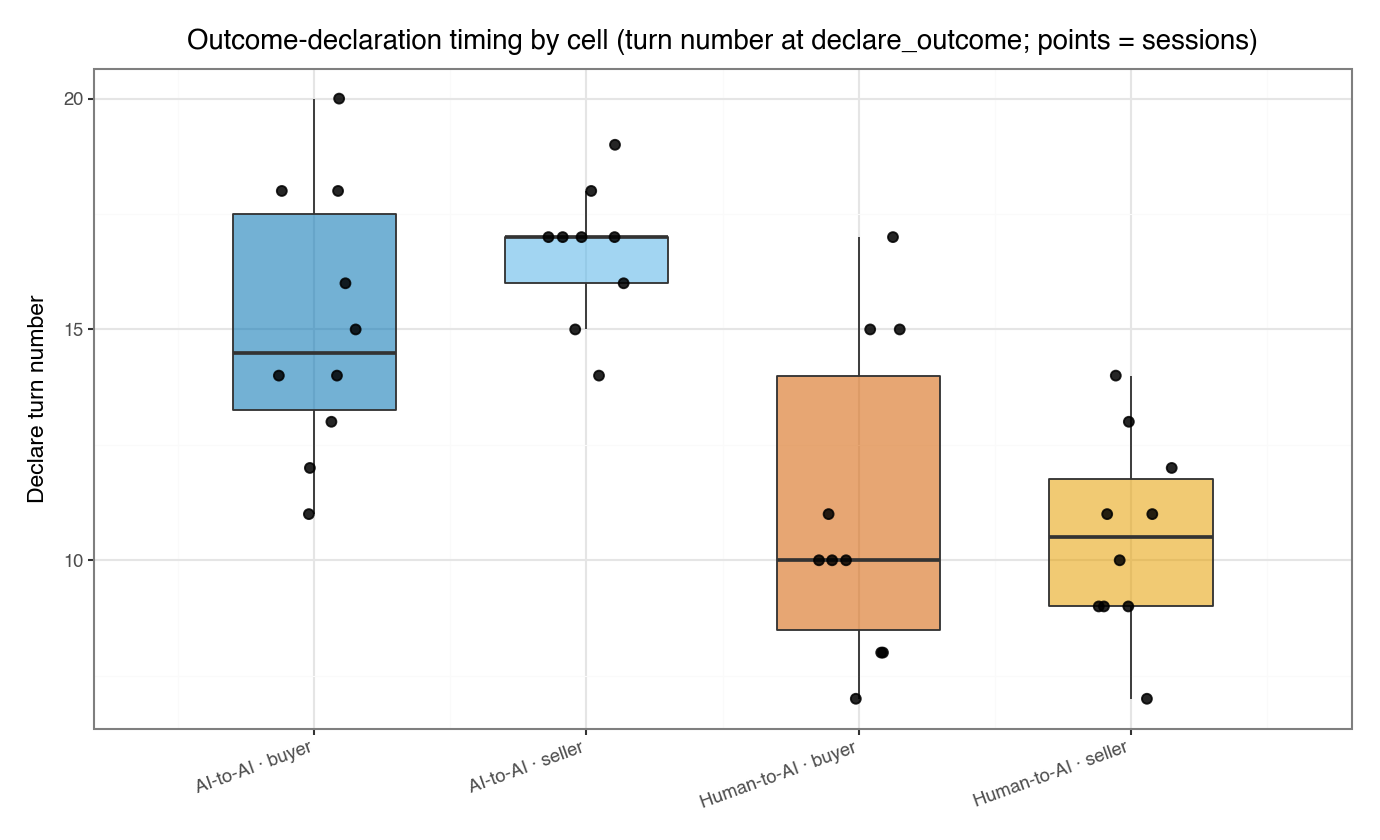 Outcome-declaration timing by cell (turn number at declare_outcome; points = sessions)
Declare turn number
20
15
10
AI-to-AI · buyer
AI-to-AI · seller
Human-to-AI · buyer
Human-to-AI · seller